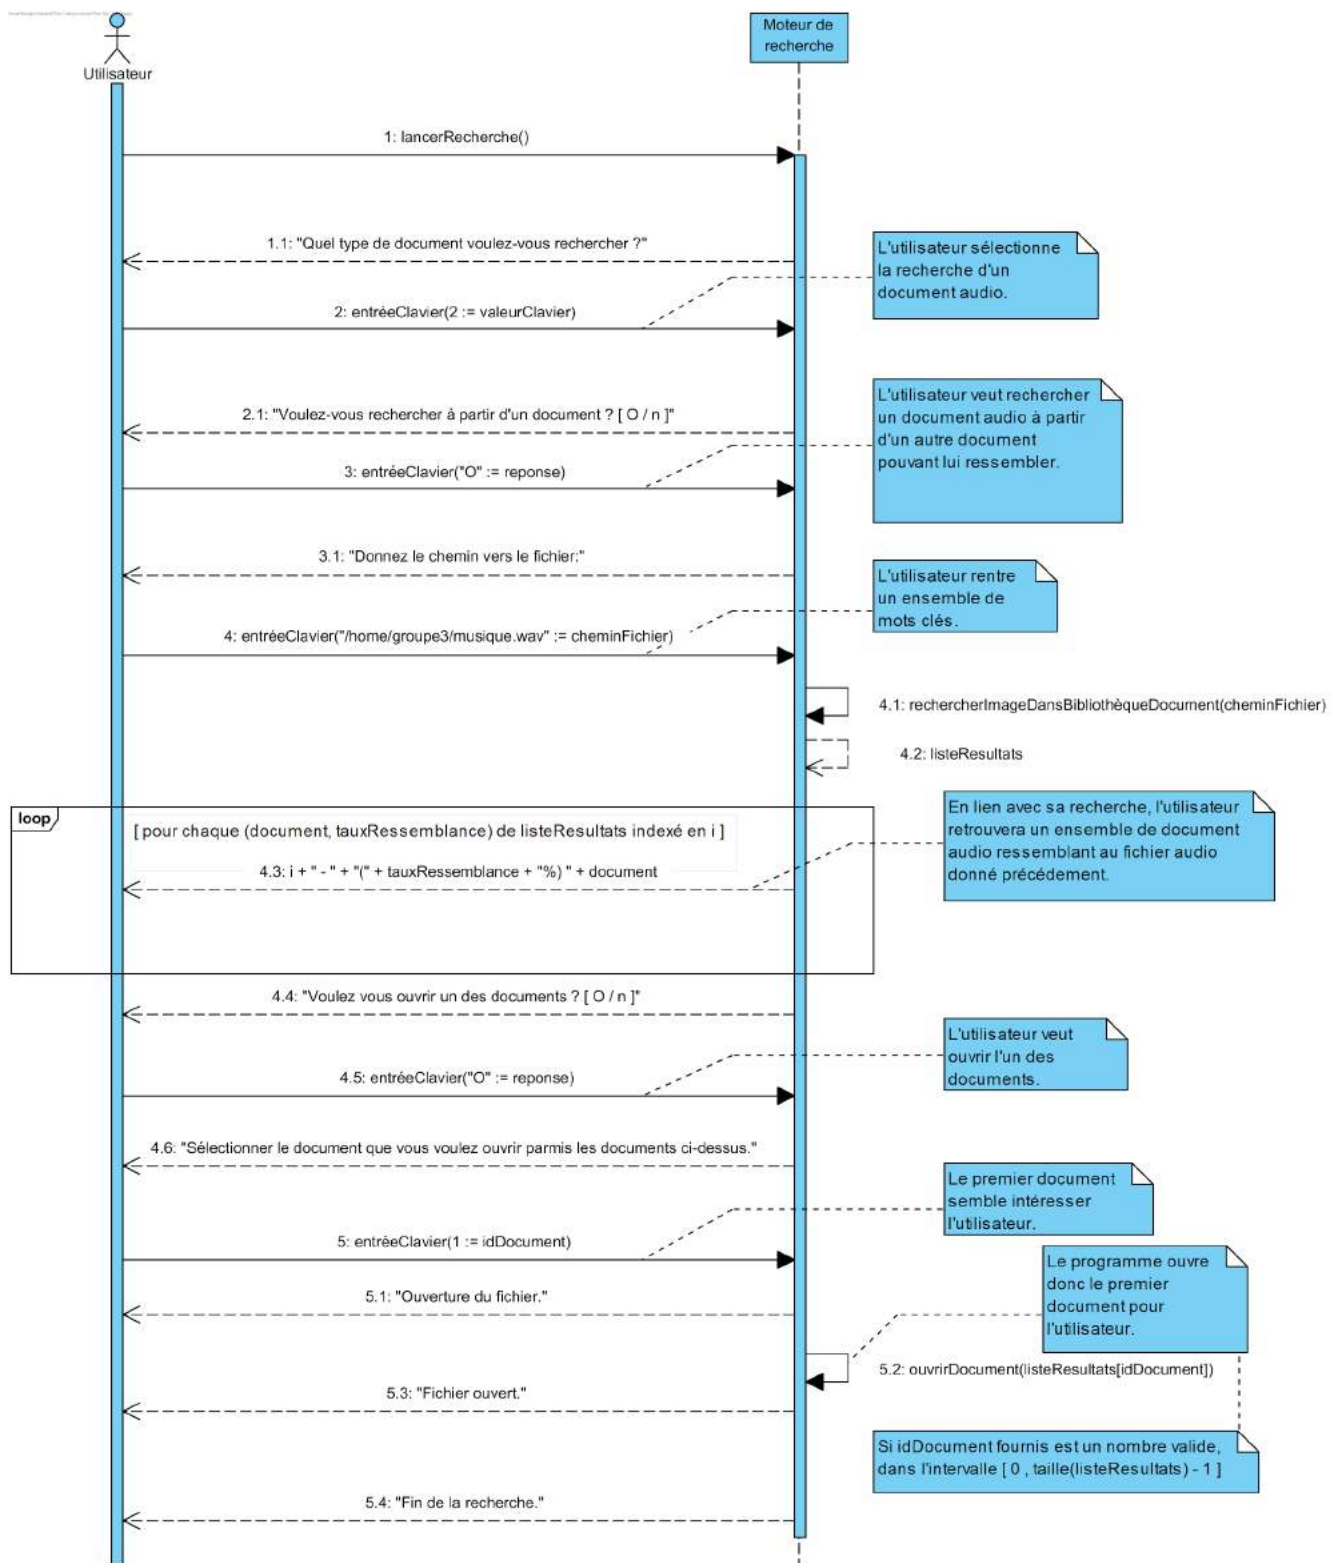 Utilisateur
Moteur de
recherche
1: lancerRecherche()
1.1: "Quel type de document voulez-vous rechercher ?"
L'utilisateur sélectionne
la recherche d'un
document audio.
2: entréeClavier(2 := valeurClavier)
2.1: "Voulez-vous rechercher à partir d'un document ? [ O / n ]"
L'utilisateur veut rechercher
un document audio à partir
d'un autre document
pouvant lui ressembler.
3: entréeClavier("O" := reponse)
3.1: "Donnez le chemin vers le fichier:"
L'utilisateur rentre
un ensemble de
mots clés.
4: entréeClavier("/home/groupe3/musique.wav" := cheminFichier)
4.1: rechercherImageDansBibliothèqueDocument(cheminFichier)
4.2: listeResultats
loop
[ pour chaque (document, tauxRessemblance) de listeResultats indexé en i ]
4.3: i + " - " + "(" + tauxRessemblance + "%) " + document
En lien avec sa recherche, l'utilisateur
retrouvera un ensemble de document
audio ressemblant au fichier audio
donné précédement.
4.4: "Voulez vous ouvrir un des documents ? [ O / n ]"
L'utilisateur veut
ouvrir l'un des
documents.
4.5: entréeClavier("O" := reponse)
4.6: "Sélectionner le document que vous voulez ouvrir parmis les documents ci-dessus."
Le premier document
semble intéresser
l'utilisateur.
5: entréeClavier(1 := idDocument)
Le programme ouvre
donc le premier
document pour
l'utilisateur.
5.1: "Ouverture du fichier."
5.2: ouvrirDocument(listeResultats[idDocument])
5.3: "Fichier ouvert."
Si idDocument fournis est un nombre valide,
dans l'intervalle [ 0 , taille(listeResultats) - 1 ]
5.4: "Fin de la recherche."